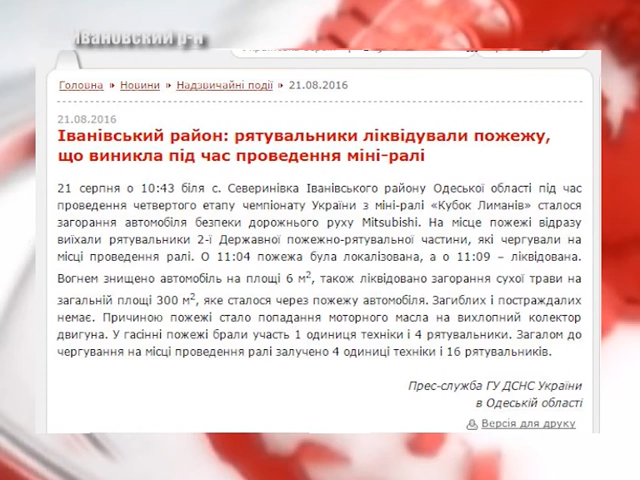 Ивановский р-н
Головна » Новини » Надзвичайні події » 21.08.2016
21.08.2016
Іванівський район: рятувальники ліквідували пожежу,
що виникла під час проведення міні-ралі
21 серпня о 10:43 біля с. Северинівка Іванівського району Одеської області під час
проведення четвертого етапу чемпіонату України з міні-ралі «Кубок Лиманів» сталося
загорання автомобіля безпеки дорожнього руху Mitsubishi. На місце пожежі відразу
виїхали рятувальники 2-ї Державної пожежно-рятувальної частини, які чергували на
місці проведення ралі. О 11:04 пожежа була локалізована, а о 11:09 – ліквідована.
Вогнем знищено автомобіль на площі 6 м², також ліквідовано загорання сухої трави на
загальній площі 300 м², яке сталося через пожежу автомобіля. Загиблих і постраждалих
немає. Причиною пожежі стало попадання моторного масла на вихлопний колектор
двигуна. У гасінні пожежі брали участь 1 одиниця техніки і 4 рятувальники. Загалом до
чергування на місці проведення ралі залучено 4 одиниці техніки і 16 рятувальників.
Прес-служба ГУ ДСНС України
в Одеській області
Версія для друку